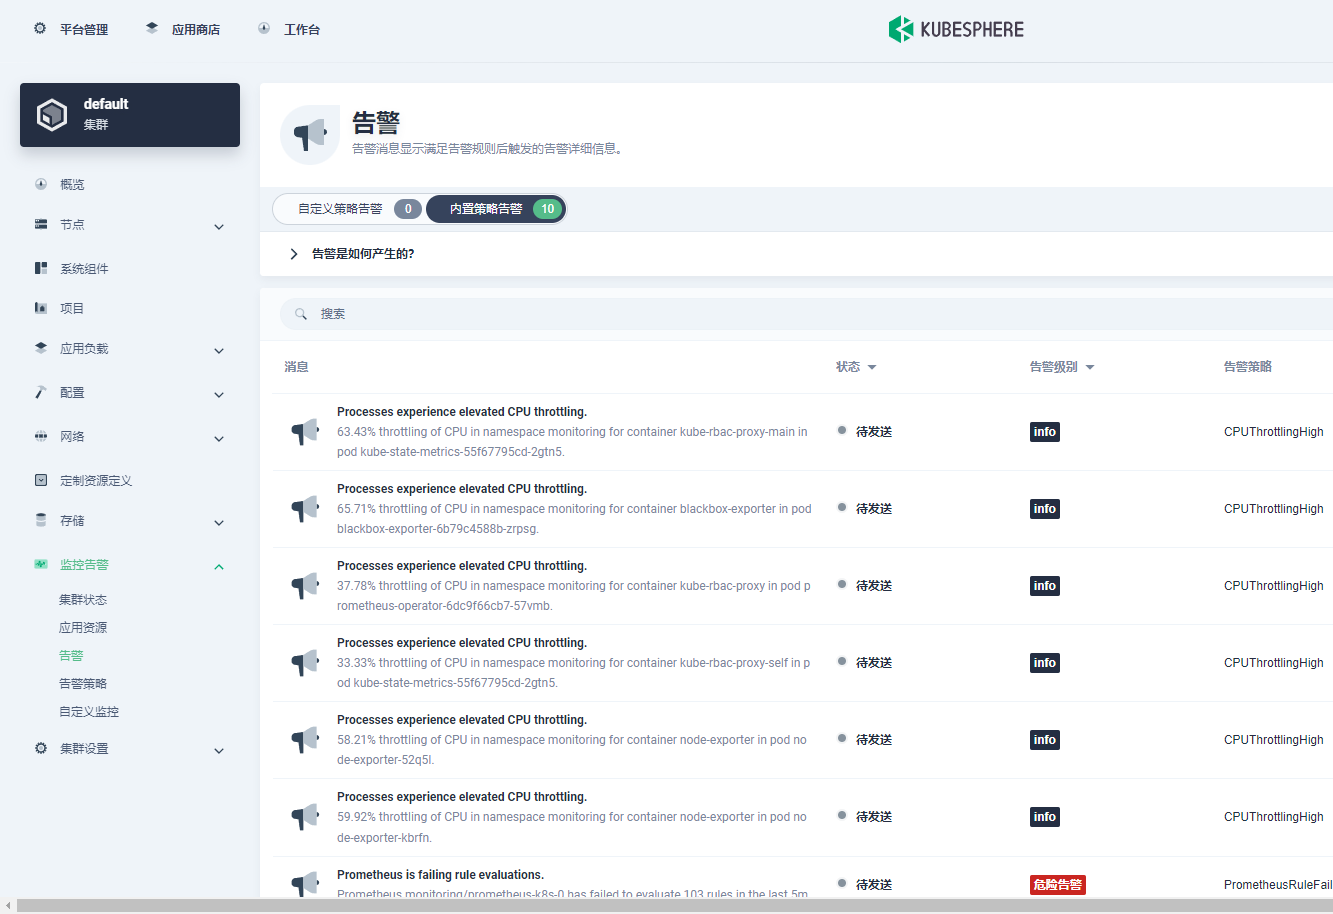 平台管理 应用商店 工作台 KUBESPHERE
default
集群
概览
节点
系统组件
项目
应用负载
配置
网络
定制资源定义
存储
监控告警
集群状态
应用资源
告警
告警策略
自定义监控
集群设置
告警
告警消息显示满足告警规则后触发的告警详细信息。
自定义策略告警 0 内置策略告警 10
告警是如何产生的?
搜索
消息 状态 告警级别 告警策略
Processes experience elevated CPU throttling.
63.43% throttling of CPU in namespace monitoring for container kube-rbac-proxy-main in
pod kube-state-metrics-55f67795cd-2gtn5.
待发送 info CPUThrottlingHigh
Processes experience elevated CPU throttling.
65.71% throttling of CPU in namespace monitoring for container blackbox-exporter in pod
blackbox-exporter-6b79c4588b-zrpsg.
待发送 info CPUThrottlingHigh
Processes experience elevated CPU throttling.
37.78% throttling of CPU in namespace monitoring for container kube-rbac-proxy in pod p
rometheus-operator-6dc9f66cb7-57vmb.
待发送 info CPUThrottlingHigh
Processes experience elevated CPU throttling.
33.33% throttling of CPU in namespace monitoring for container kube-rbac-proxy-self in p
od kube-state-metrics-55f67795cd-2gtn5.
待发送 info CPUThrottlingHigh
Processes experience elevated CPU throttling.
58.21% throttling of CPU in namespace monitoring for container node-exporter in pod no
de-exporter-52q5l.
待发送 info CPUThrottlingHigh
Processes experience elevated CPU throttling.
59.92% throttling of CPU in namespace monitoring for container node-exporter in pod no
de-exporter-kbrfn.
待发送 info CPUThrottlingHigh
Prometheus is failing rule evaluations.
Prometheus monitoring/prometheus-k8s-0 has failed to evaluate 103 rules in the last 5m
待发送 危险告警 PrometheusRuleFail